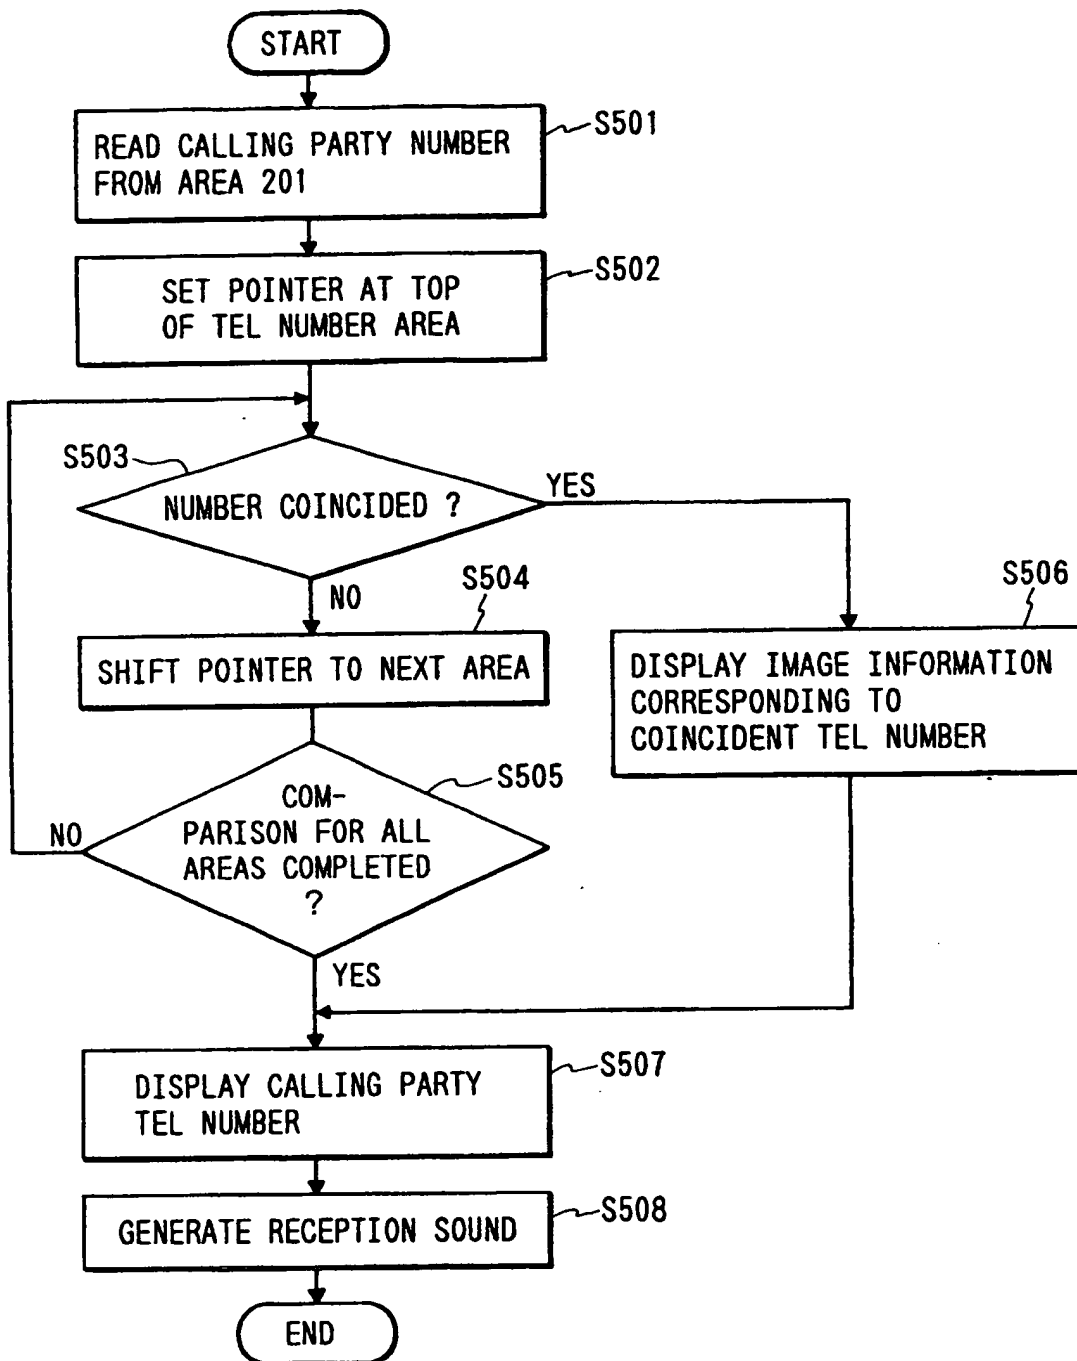 START
READ CALLING PARTY NUMBER
FROM AREA 201
S501
SET POINTER AT TOP
OF TEL NUMBER AREA
S502
S503
NUMBER COINCIDED ?
YES
NO
S504
SHIFT POINTER TO NEXT AREA
S506
DISPLAY IMAGE INFORMATION
CORRESPONDING TO
COINCIDENT TEL NUMBER
S505
COM-
PARISON FOR ALL
AREAS COMPLETED
?
NO
YES
DISPLAY CALLING PARTY
TEL NUMBER
S507
GENERATE RECEPTION SOUND
S508
END